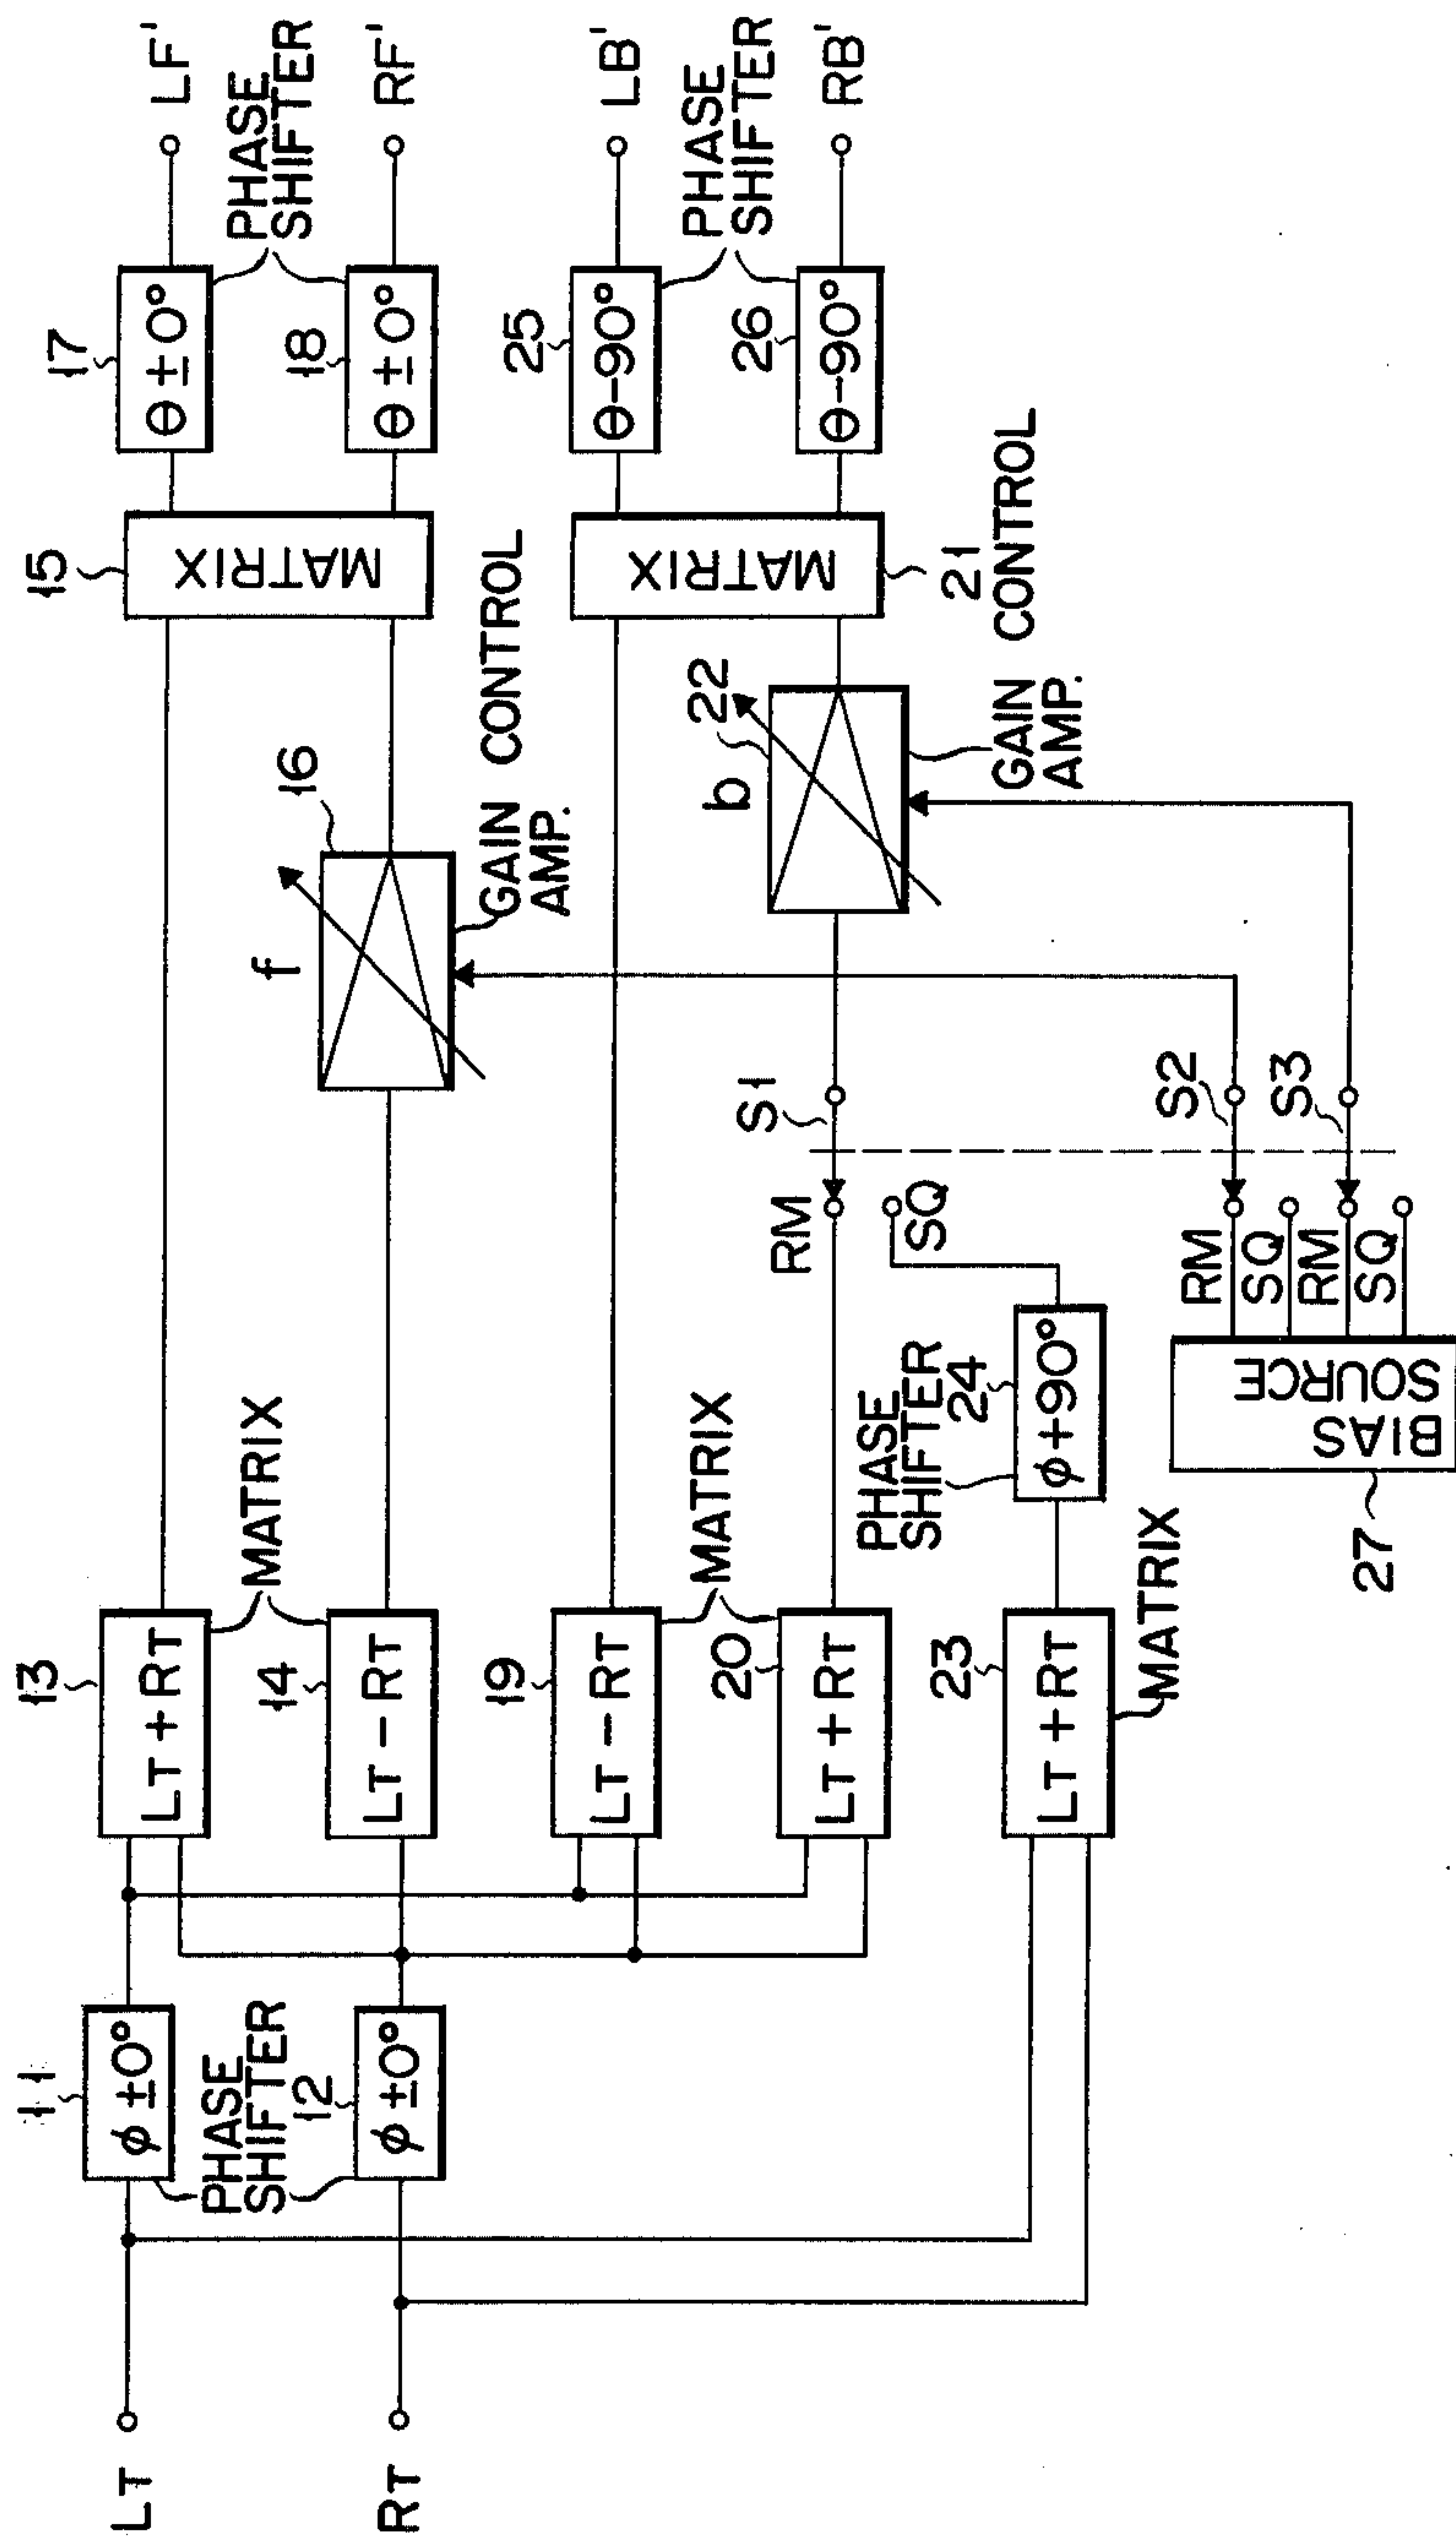 LT
RT
11
φ ±0°
PHASE
SHIFTER
12
φ ±0°
13
LT + RT
14
LT − RT
MATRIX
19
LT − RT
20
LT + RT
MATRIX
23
LT + RT
MATRIX
PHASE
SHIFTER
24
φ +90°
27
BIAS
SOURCE
RM
SQ
RM
SQ
RM
SQ
S1
S2
S3
f
16
GAIN CONTROL
AMP.
b
22
GAIN CONTROL
AMP.
15
MATRIX
21
MATRIX
17
θ ± 0°
18
θ ± 0°
PHASE
SHIFTER
25
θ-90°
26
θ-90°
PHASE
SHIFTER
LF'
RF'
LB'
RB'